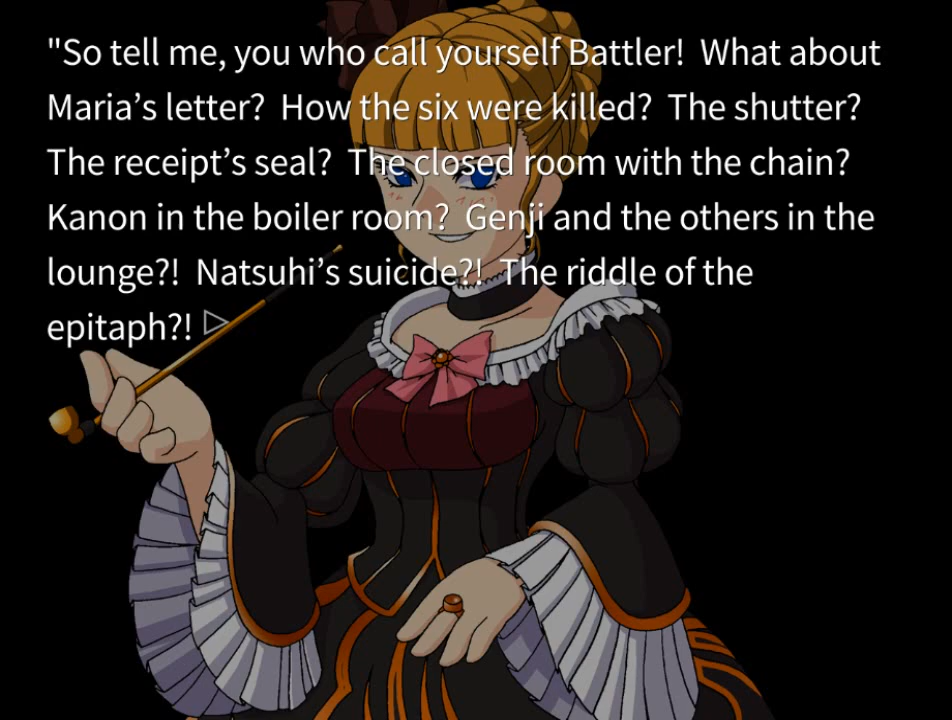 "So tell me, you who call yourself Battler!  What about
Maria’s letter?  How the six were killed?  The shutter?
The receipt’s seal?  The closed room with the chain?
Kanon in the boiler room?  Genji and the others in the
lounge?!  Natsuhi’s suicide?!  The riddle of the
epitaph?!